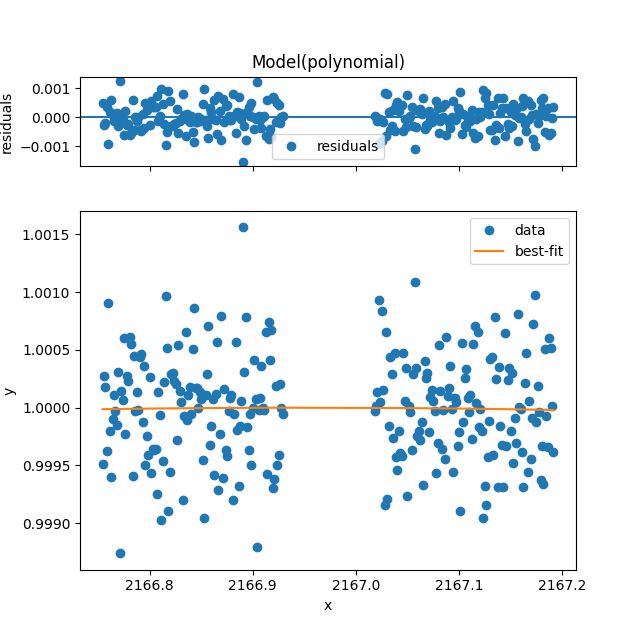 Model(polynomial)
0.001
0.000
−0.001
residuals
residuals
1.0015
1.0010
1.0005
1.0000
0.9995
0.9990
y
data
best-fit
2166.8 2166.9 2167.0 2167.1 2167.2
x